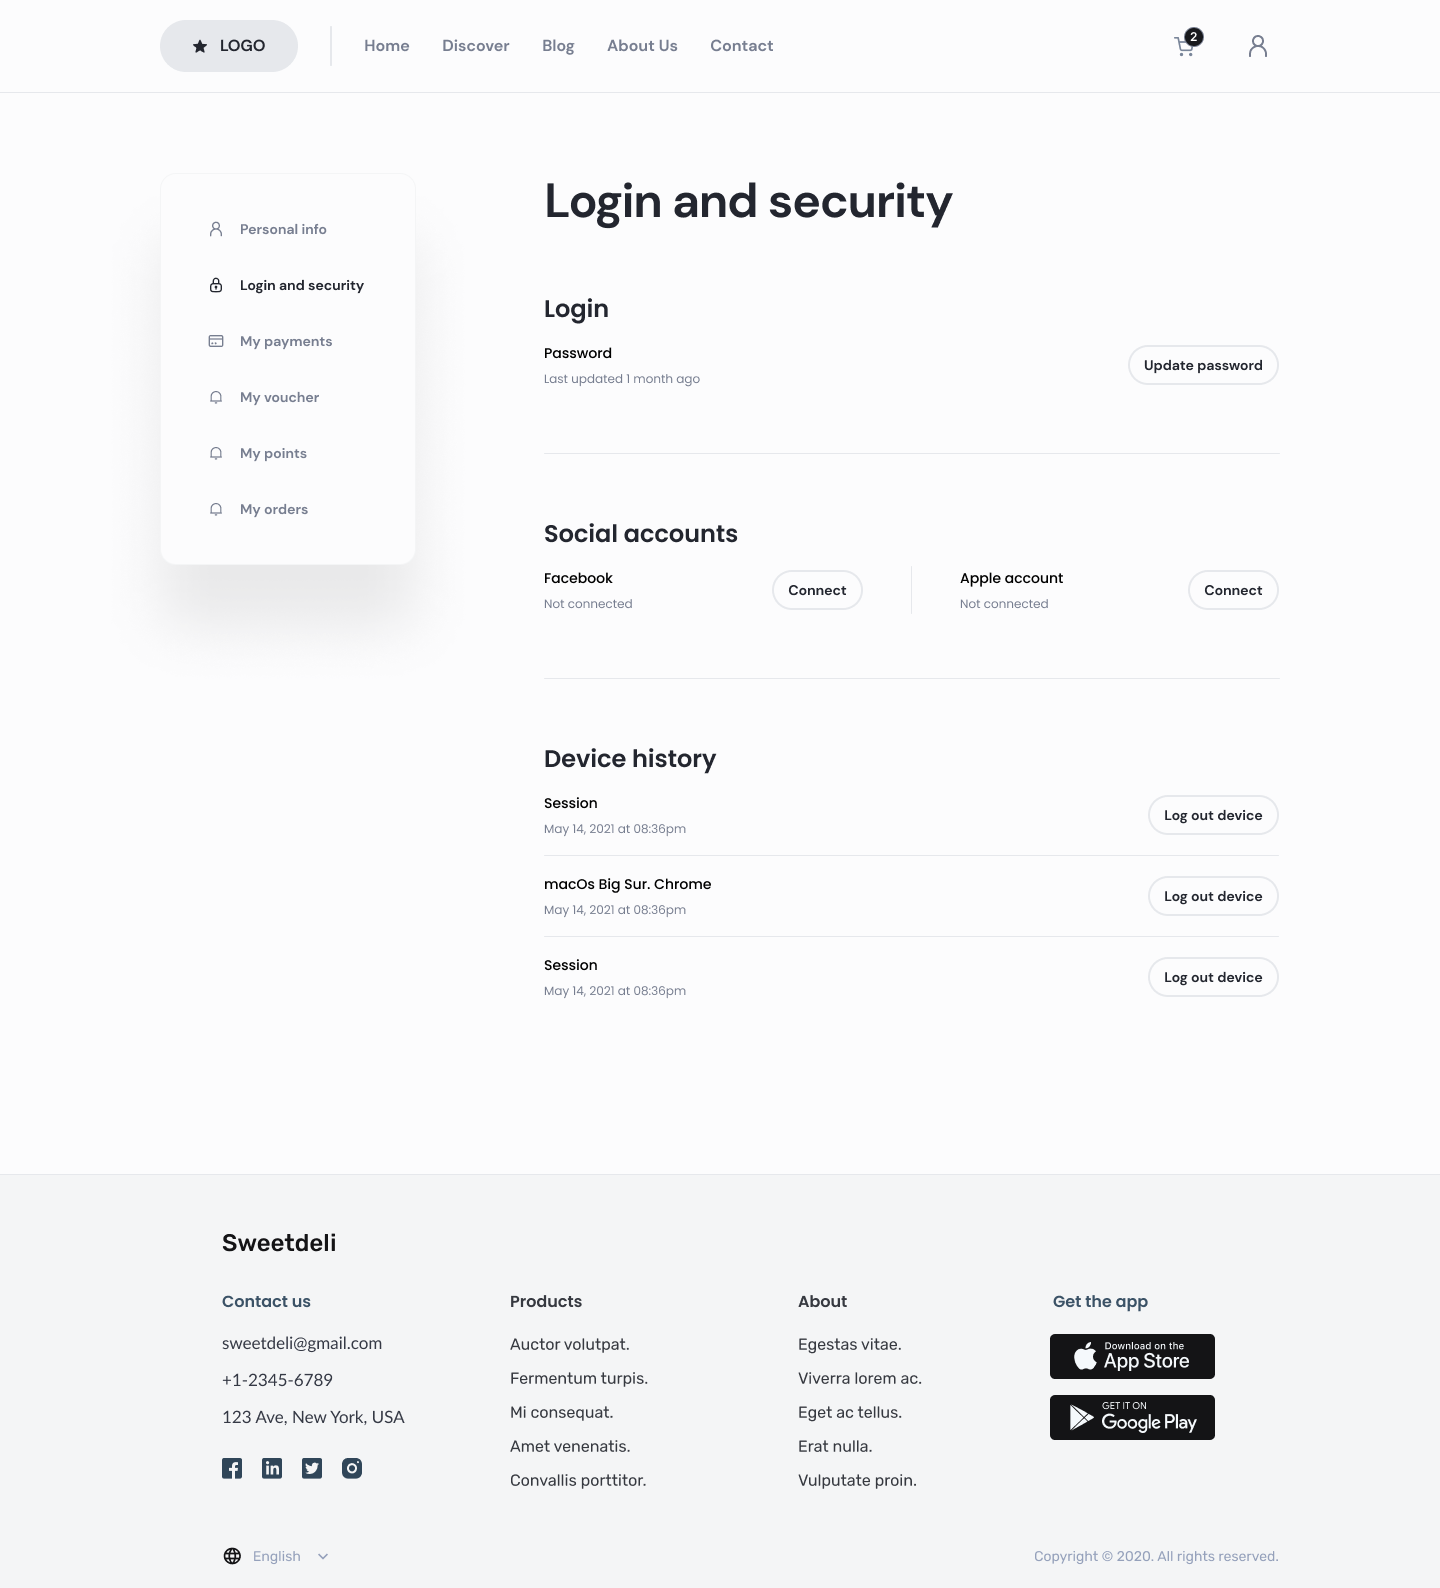 LOGO
Home
Discover
Blog
About Us
Contact
2
Personal info
Login and security
My payments
My voucher
My points
My orders
Login and security
Login
Password
Last updated 1 month ago
Update password
Social accounts
Facebook
Not connected
Connect
Apple account
Not connected
Connect
Device history
Session
May 14, 2021 at 08:36pm
Log out device
macOs Big Sur. Chrome
May 14, 2021 at 08:36pm
Log out device
Session
May 14, 2021 at 08:36pm
Log out device
Sweetdeli
Contact us
sweetdeli@gmail.com
+1-2345-6789
123 Ave, New York, USA
Products
Auctor volutpat.
Fermentum turpis.
Mi consequat.
Amet venenatis.
Convallis porttitor.
About
Egestas vitae.
Viverra lorem ac.
Eget ac tellus.
Erat nulla.
Vulputate proin.
Get the app
Download on the
App Store
GET IT ON
Google Play
English
Copyright © 2020. All rights reserved.